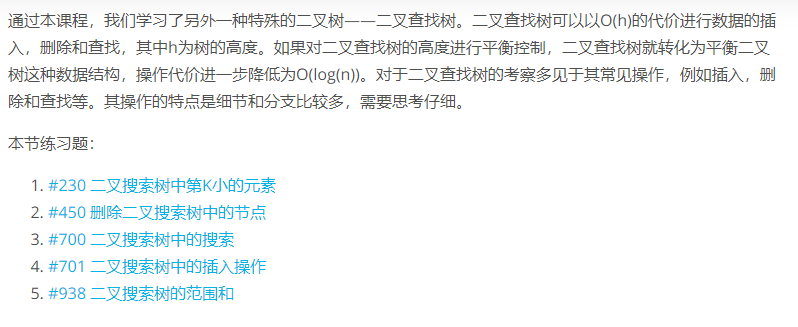 通过本课程，我们学习了另外一种特殊的二叉树——二叉查找树。二叉查找树可以以O(h)的代价进行数据的插
入，删除和查找，其中h为树的高度。如果对二叉查找树的高度进行平衡控制，二叉查找树就转化为平衡二叉
树这种数据结构，操作代价进一步降低为O(log(n))。对于二叉查找树的考察多见于其常见操作，例如插入，删
除和查找等。其操作的特点是细节和分支比较多，需要思考仔细。
本节练习题：
1. #230 二叉搜索树中第K小的元素
2. #450 删除二叉搜索树中的节点
3. #700 二叉搜索树中的搜索
4. #701 二叉搜索树中的插入操作
5. #938 二叉搜索树的范围和